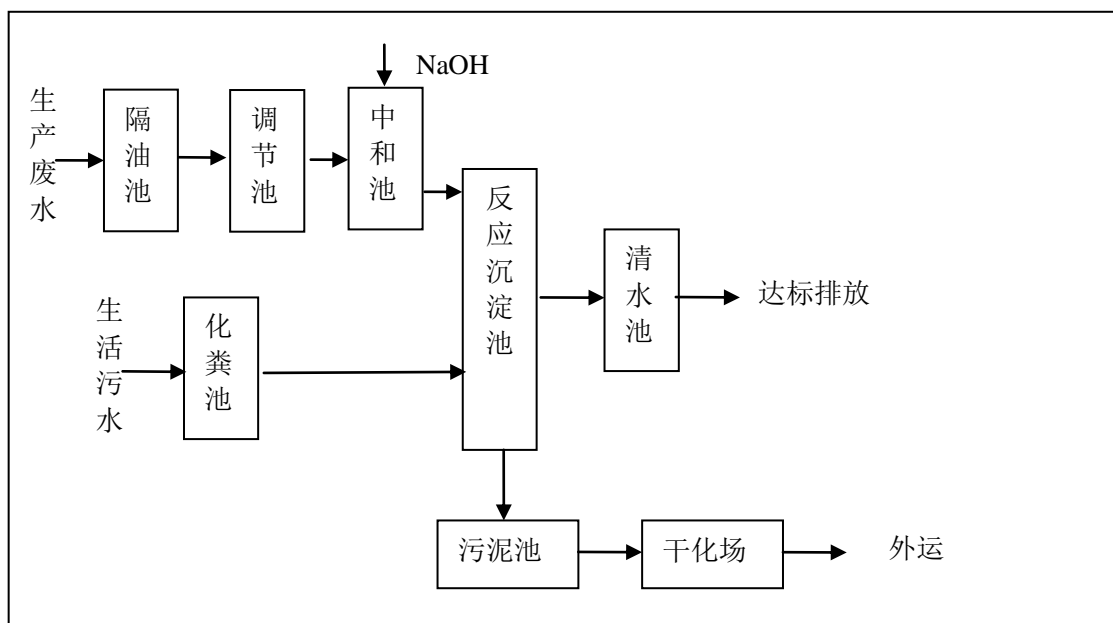 NaOH
生产废水
隔油池
调节池
中和池
反应沉淀池
清水池
达标排放
生活污水
化粪池
污泥池
干化场
外运